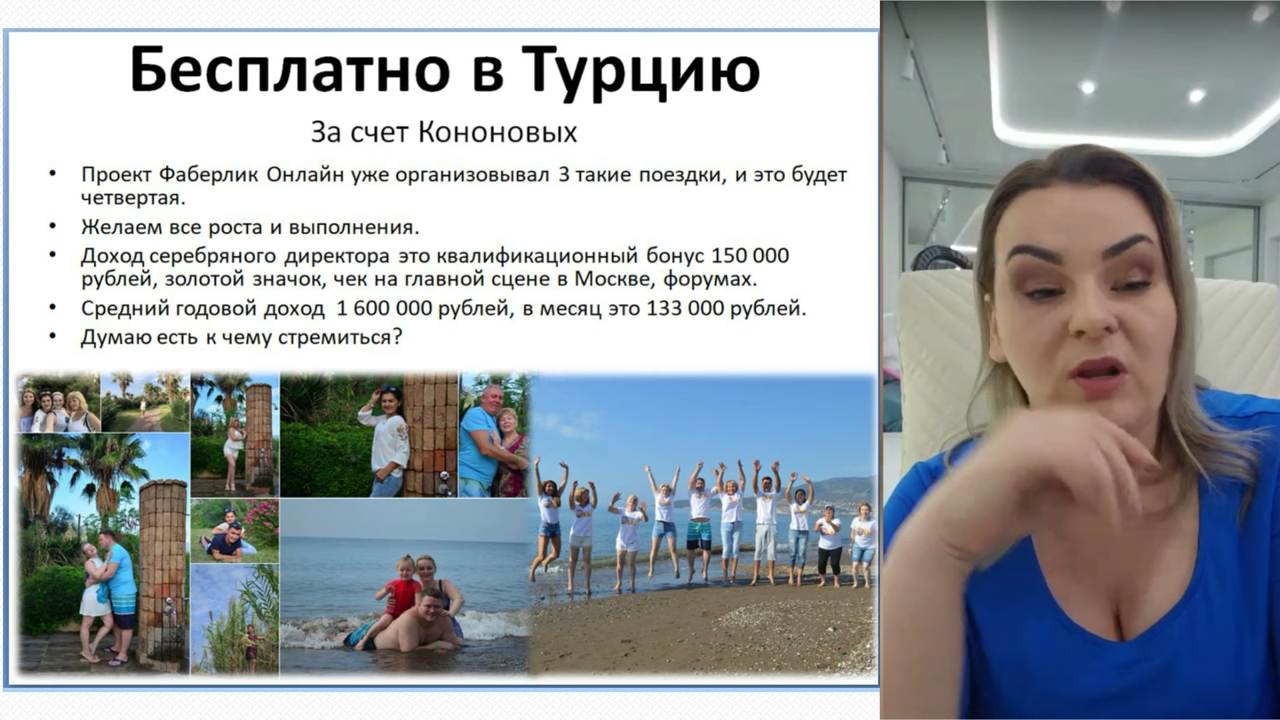 Бесплатно в Турцию
За счет Кононовых
• Проект Фаберлик Онлайн уже организовывал 3 такие поездки, и это будет
четвертая.
• Желаем все роста и выполнения.
• Доход серебряного директора это квалификационный бонус 150 000
рублей, золотой значок, чек на главной сцене в Москве, форумах.
• Средний годовой доход 1 600 000 рублей, в месяц это 133 000 рублей.
• Думаю есть к чему стремиться?